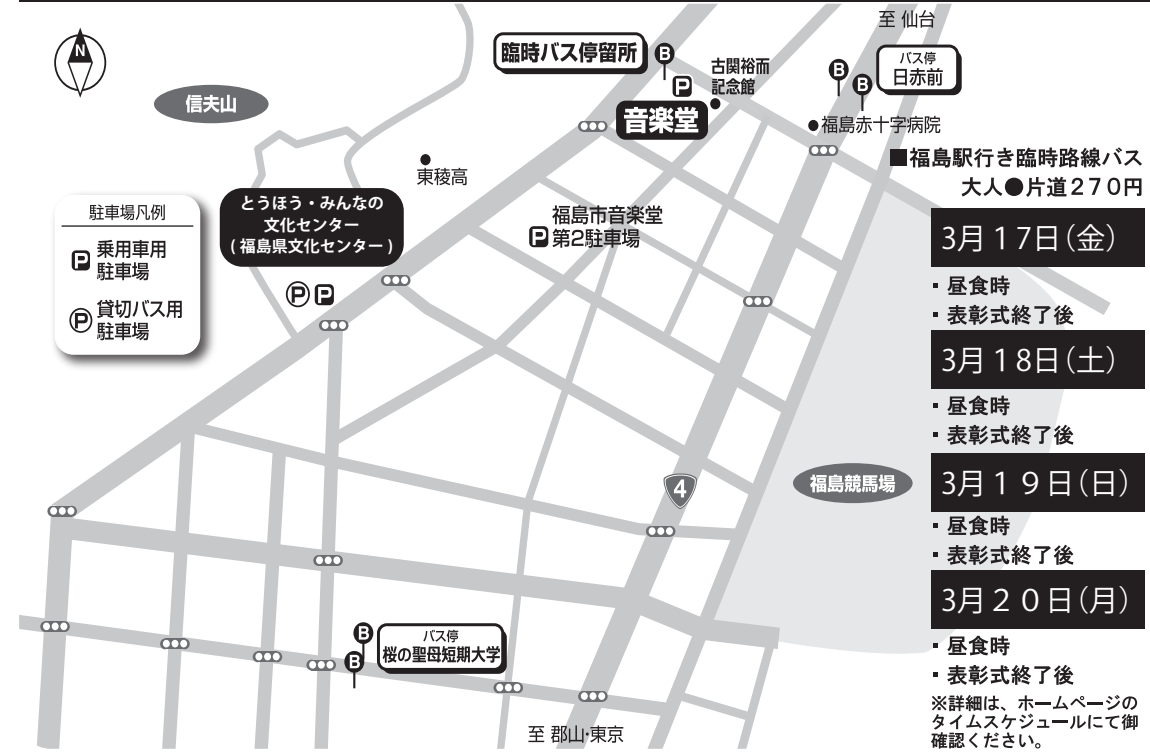 至 仙台
N
臨時バス停留所
B
P
古関裕而
記念館
B
B
バス停
日赤前
信夫山
音楽堂
福島赤十字病院
東稜高
■福島駅行き臨時路線バス
大人●片道２７０円
駐車場凡例
P
乗用車用
駐車場
P
貸切バス用
駐車場
とうほう・みんなの
文化センター
( 福島県文化センター )
P
P
福島市音楽堂
P
第2駐車場
3月１７日（金）
・昼食時
・表彰式終了後
3月１８日（土）
・昼食時
・表彰式終了後
4
福島競馬場
3月１９日（日）
・昼食時
・表彰式終了後
3月２０日（月）
・昼食時
・表彰式終了後
B
B
バス停
桜の聖母短期大学
至 郡山・東京
※詳細は、ホームページの
タイムスケジュールにて御
確認ください。